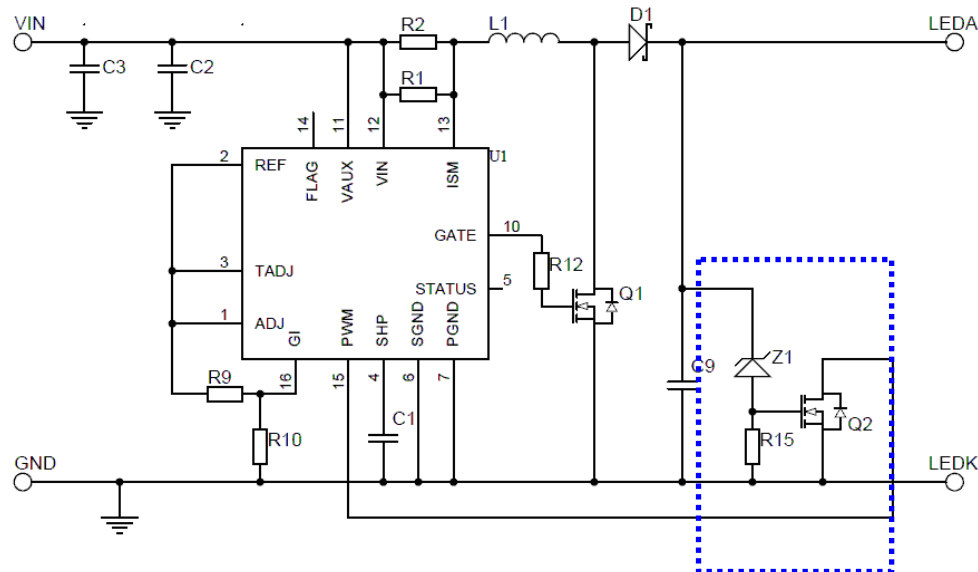 VIN
R2
L1
D1
LEDA
C3
C2
R1
14
11
12
13
U1
2
REF
FLAG
VAUX
VIN
ISM
GATE
10
R12
3
TADJ
STATUS
5
Q1
1
ADJ
GI
PWM
SHP
SGND
PGND
Z1
C9
R9
16
15
4
6
7
C1
R10
R15
Q2
GND
LEDK